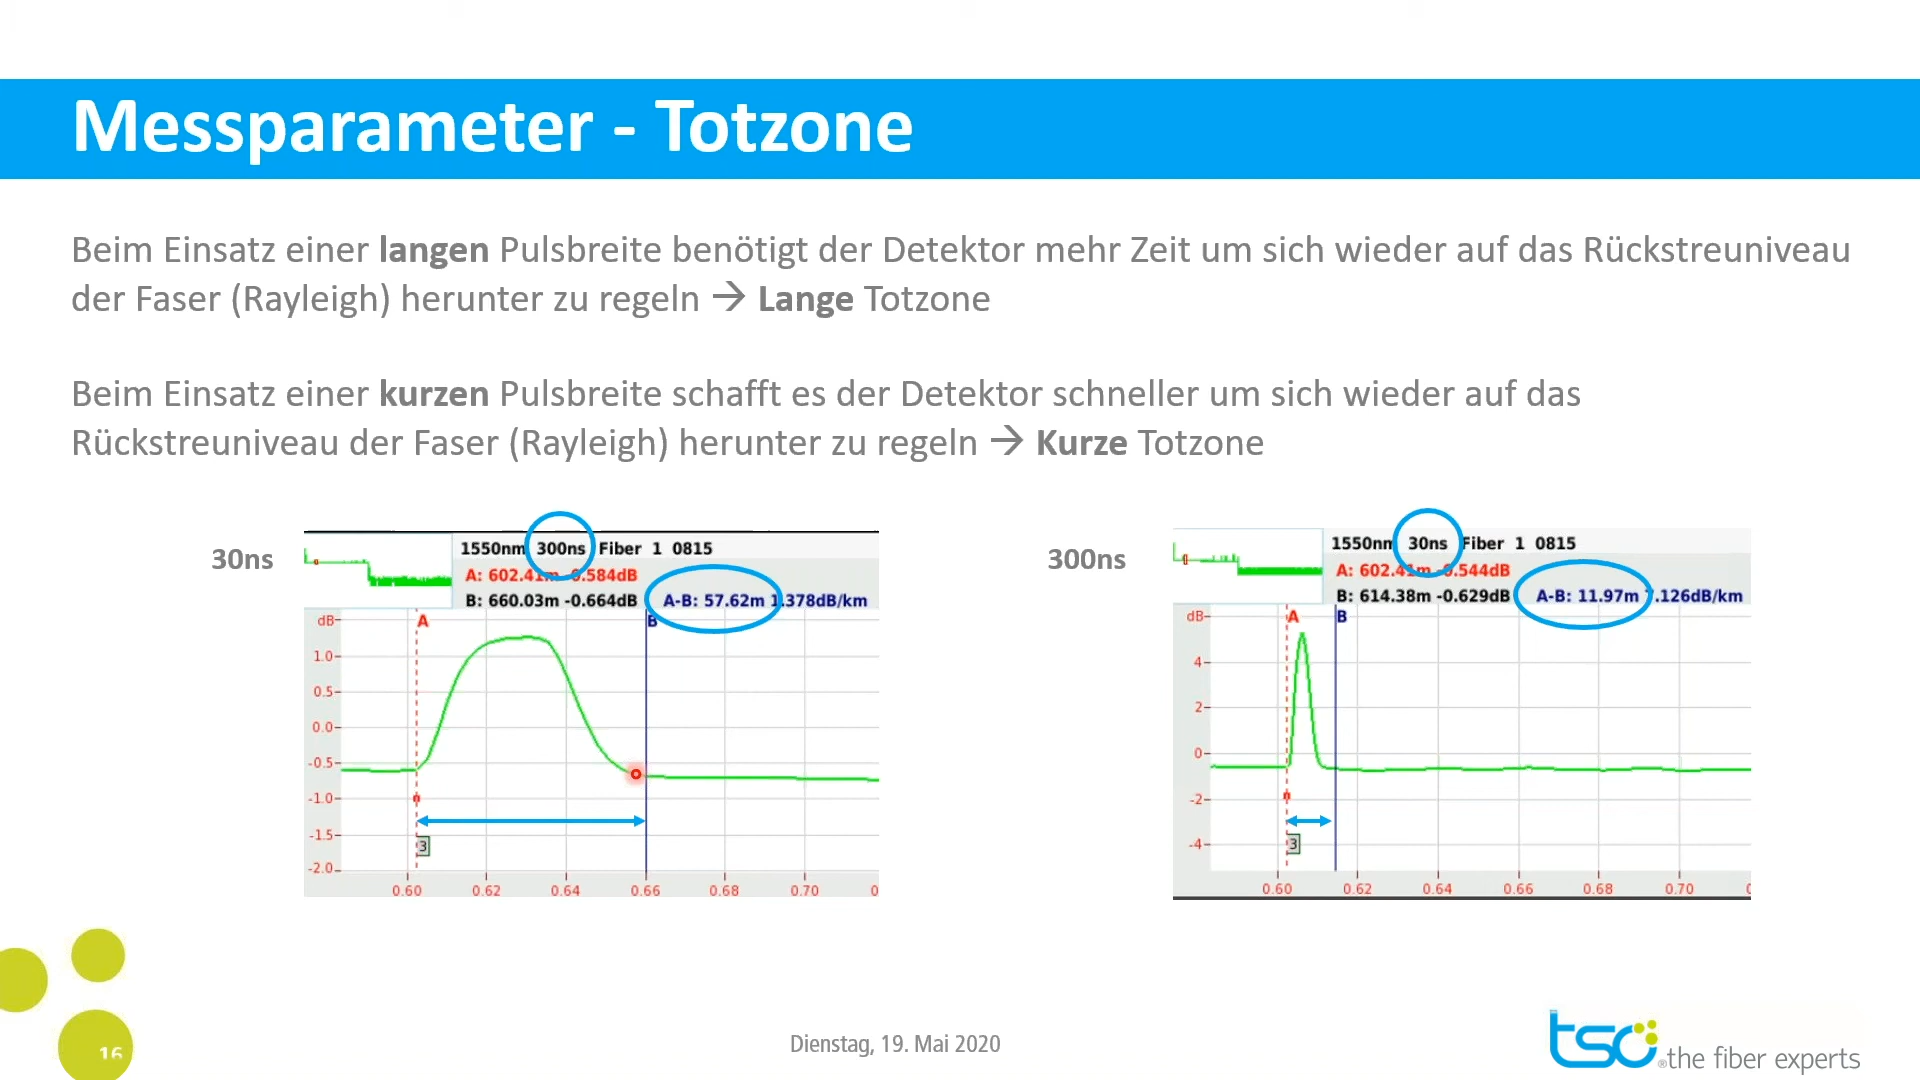 Messparameter - Totzone
Beim Einsatz einer langen Pulsbreite benötigt der Detektor mehr Zeit um sich wieder auf das Rückstreuniveau
der Faser (Rayleigh) herunter zu regeln → Lange Totzone
Beim Einsatz einer kurzen Pulsbreite schafft es der Detektor schneller um sich wieder auf das
Rückstreuniveau der Faser (Rayleigh) herunter zu regeln → Kurze Totzone
30ns
1550nm 300ns Fiber 1 0815
A: 602.41m -0.584dB
B: 660.03m -0.664dB A-B: 57.62m 1.378dB/km
dB
A
B
1.0
0.5
0.0
-0.5
-1.0
-1.5
-2.0
3
0.60 0.62 0.64 0.66 0.68 0.70 0
300ns
1550nm 30ns Fiber 1 0815
A: 602.41m -0.544dB
B: 614.38m -0.629dB A-B: 11.97m 7.126dB/km
dB
A
B
4
2
0
-2
-4
3
0.60 0.62 0.64 0.66 0.68 0.70
16
Dienstag, 19. Mai 2020
tso ® the fiber experts